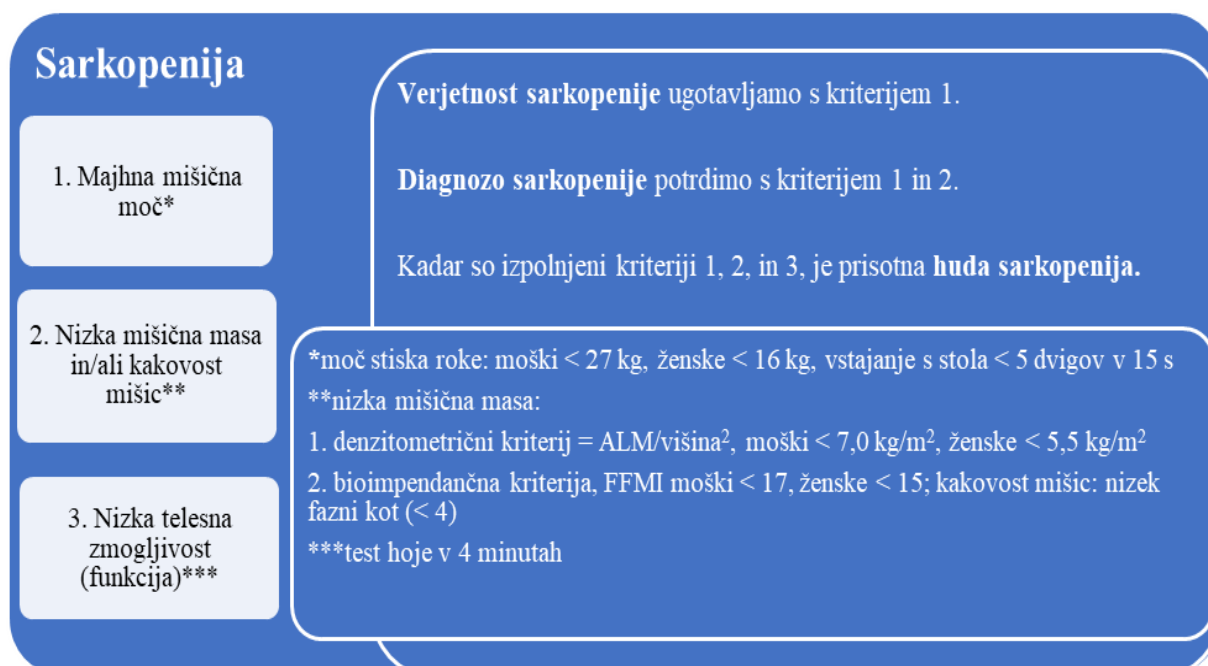 Sarkopenija
1. Majhna mišična
moč*
2. Nizka mišična masa
in/ali kakovost
mišic**
3. Nizka telesna
zmogljivost
(funkcija)***
Verjetnost sarkopenije ugotavljamo s kriterijem 1.
Diagnozo sarkopenije potrdimo s kriterijem 1 in 2.
Kadar so izpolnjeni kriteriji 1, 2, in 3, je prisotna huda sarkopenija.
*moč stiska roke: moški < 27 kg, ženske < 16 kg, vstajanje s stola < 5 dvigov v 15 s
**nizka mišična masa:
1. denzitometrični kriterij = ALM/višina², moški < 7,0 kg/m², ženske < 5,5 kg/m²
2. bioimpendančna kriterija, FFMI moški < 17, ženske < 15; kakovost mišic: nizek
fazni kot (< 4)
***test hoje v 4 minutah